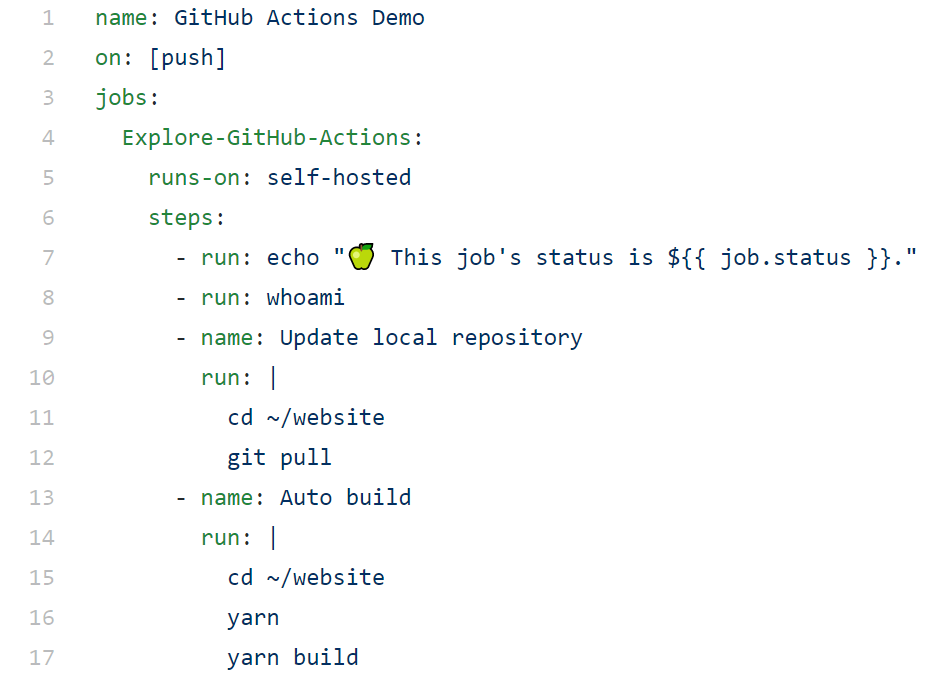 1 name: GitHub Actions Demo
2 on: [push]
3 jobs:
4   Explore-GitHub-Actions:
5     runs-on: self-hosted
6     steps:
7       - run: echo "🍏 This job's status is ${{ job.status }}."
8       - run: whoami
9       - name: Update local repository
10         run: |
11           cd ~/website
12           git pull
13       - name: Auto build
14         run: |
15           cd ~/website
16           yarn
17           yarn build